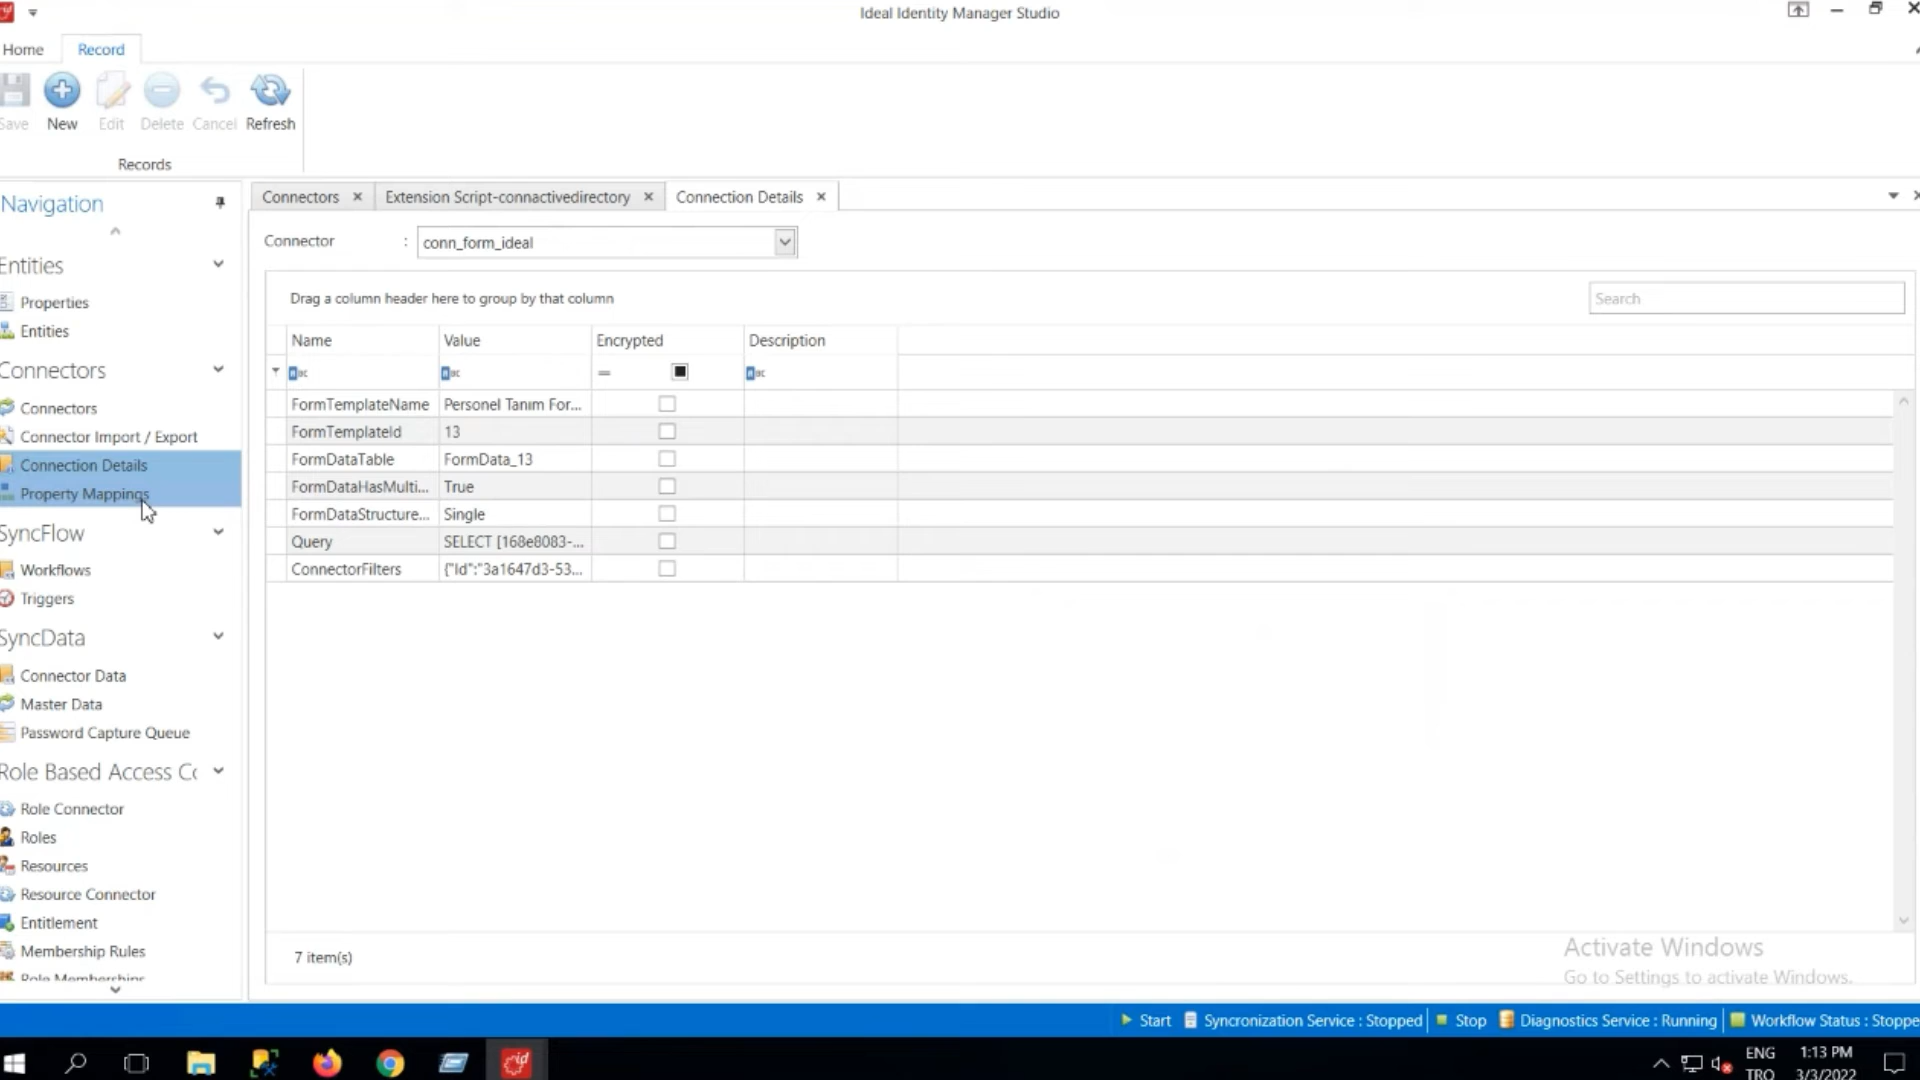 Ideal Identity Manager Studio
Home Record
Save New Edit Delete Cancel Refresh
Records
Navigation
Entities
Properties
Entities
Connectors
Connectors
Connector Import / Export
Connection Details
Property Mappings
SyncFlow
Workflows
Triggers
SyncData
Connector Data
Master Data
Password Capture Queue
Role Based Access Cc
Role Connector
Roles
Resources
Resource Connector
Entitlement
Membership Rules
Role Memberships
Connectors Extension Script-connactivedirectory Connection Details
Connector : conn_form_ideal
Drag a column header here to group by that column Search
Name Value Encrypted Description
FormTemplateName Personel Tanım For...
FormTemplateId 13
FormDataTable FormData_13
FormDataHasMulti... True
FormDataStructure... Single
Query SELECT [168e8083-...
ConnectorFilters {"Id":"3a1647d3-53...
7 item(s)
Activate Windows
Go to Settings to activate Windows.
Start Syncronization Service : Stopped Stop Diagnostics Service : Running Workflow Status : Stoppe
ENG 1:13 PM
TRQ 3/3/2022